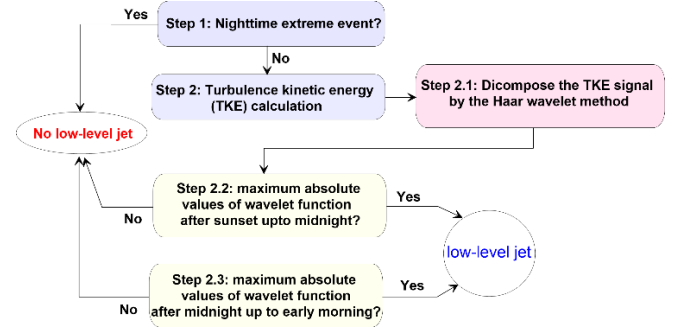 Yes
Step 1: Nighttime extreme event?
No
Step 2: Turbulence kinetic energy
(TKE) calculation
Step 2.1: Dicompose the TKE signal
by the Haar wavelet method
No low-level jet
Step 2.2: maximum absolute
values of wavelet function
after sunset upto midnight?
Yes
No
low-level jet
Step 2.3: maximum absolute
values of wavelet function
after midnight up to early morning?
Yes
No